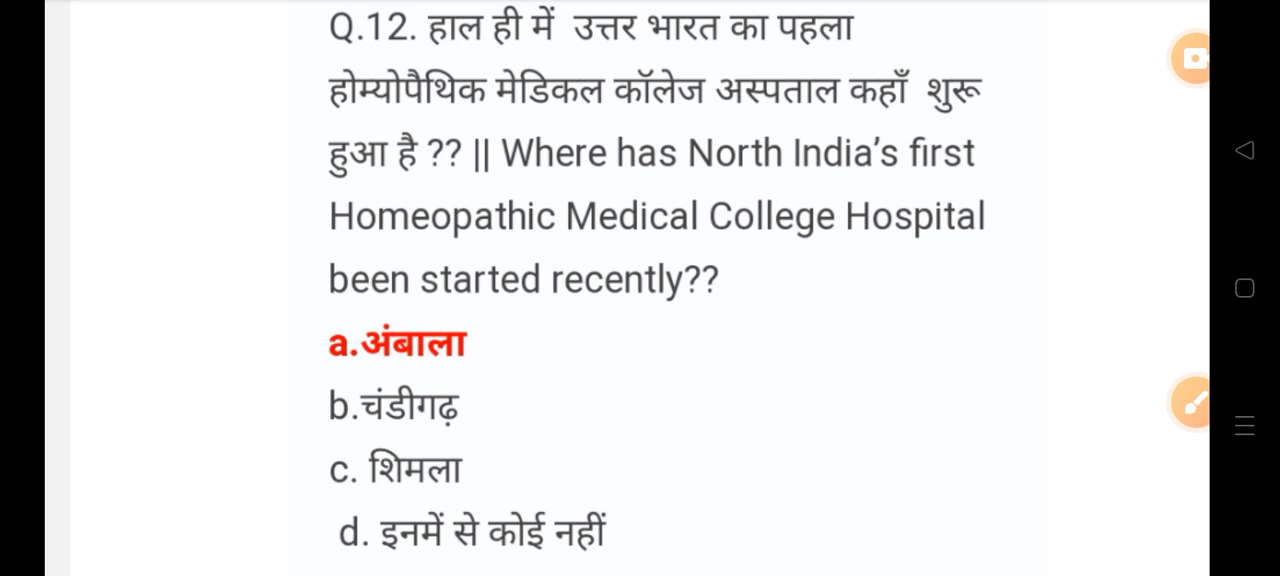 Q.12. हाल ही में  उत्तर भारत का पहला
होम्योपैथिक मेडिकल कॉलेज अस्पताल कहाँ  शुरू
हुआ है ?? || Where has North India’s first
Homeopathic Medical College Hospital
been started recently??
a.अंबाला
b.चंडीगढ़
c. शिमला
d. इनमें से कोई नहीं